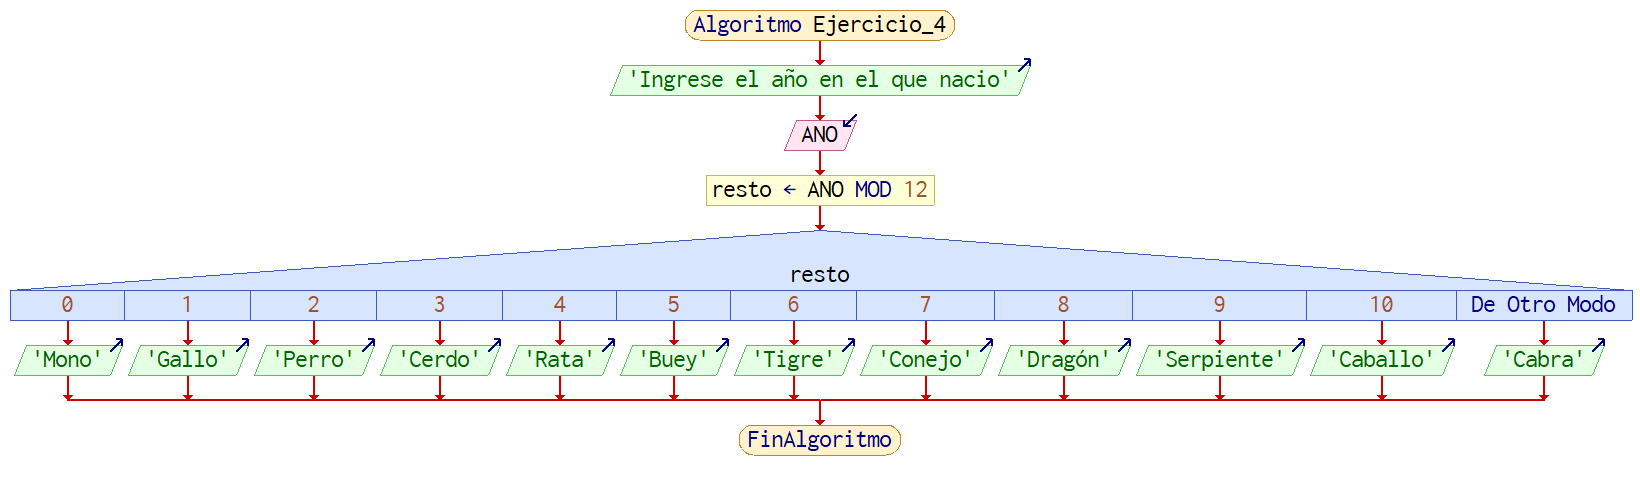 Algoritmo Ejercicio_4
'Ingrese el año en el que nacio'
ANO
resto ← ANO MOD 12
resto
0 1 2 3 4 5 6 7 8 9 10 De Otro Modo
'Mono' 'Gallo' 'Perro' 'Cerdo' 'Rata' 'Buey' 'Tigre' 'Conejo' 'Dragón' 'Serpiente' 'Caballo' 'Cabra'
FinAlgoritmo